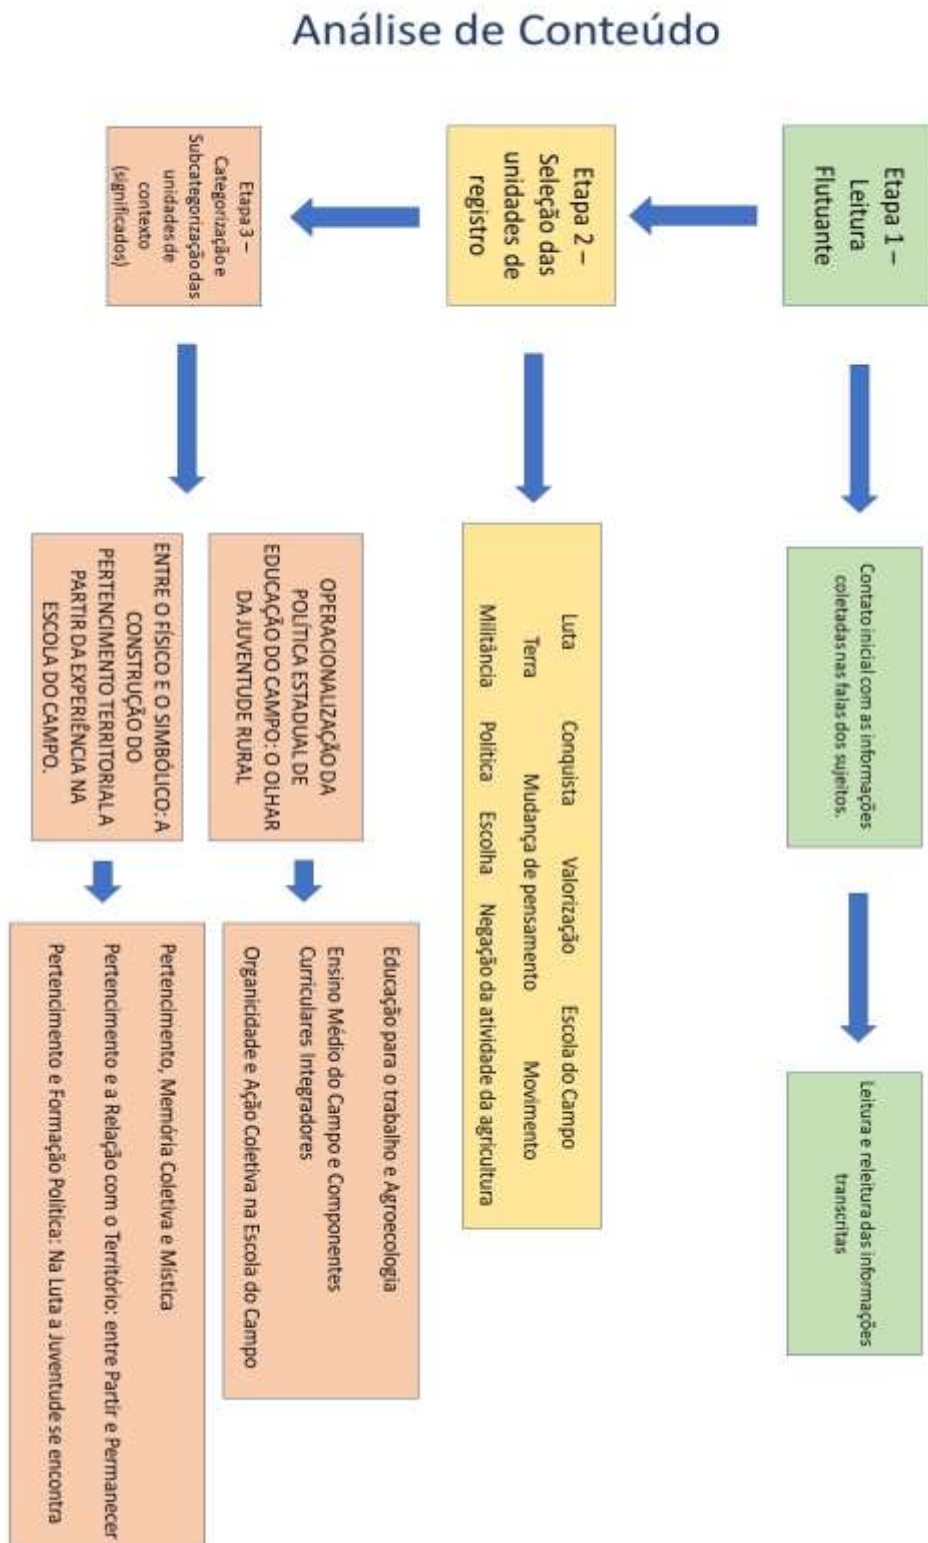 Análise de Conteúdo
Etapa 1 –
Leitura
Flutuante
Contato inicial com as informações
coletadas nas falas dos sujeitos.
Leitura e releitura das informações
transcritas
Etapa 2 –
Seleção das
unidades de
registro
Luta Conquista Valorização Escola do Campo
Terra Mudança de pensamento Movimento
Militância Política Escolha Negação da atividade da agricultura
Etapa 3 –
Categorização e
Subcategorização das
unidades de
contexto
(significados)
OPERACIONALIZAÇÃO DA
POLÍTICA ESTADUAL DE
EDUCAÇÃO DO CAMPO: O OLHAR
DA JUVENTUDE RURAL
Educação para o trabalho e Agroecologia
Ensino Médio do Campo e Componentes
Curriculares Integradores
Organicidade e Ação Coletiva na Escola do Campo
ENTRE O FÍSICO E O SIMBÓLICO: A
CONSTRUÇÃO DO
PERTENCIMENTO TERRITORIAL A
PARTIR DA EXPERIÊNCIA NA
ESCOLA DO CAMPO.
Pertencimento, Memória Coletiva e Mística
Pertencimento e a Relação com o Território: entre Partir e Permanecer
Pertencimento e Formação Política: Na Luta a Juventude se encontra